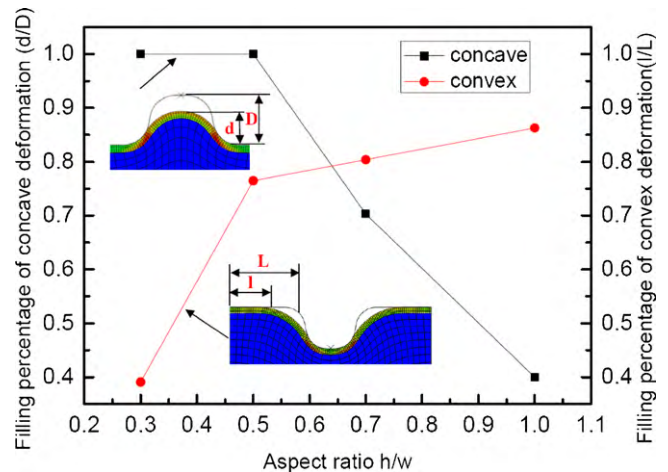 Filling percentage of concave deformation (d/D)
1.0
0.9
0.8
0.7
0.6
0.5
0.4
concave
convex
d
D
L
l
1.0
0.9
0.8
0.7
0.6
0.5
0.4
Filling percentage of convex deformation(l/L)
0.2 0.3 0.4 0.5 0.6 0.7 0.8 0.9 1.0 1.1
Aspect ratio h/w